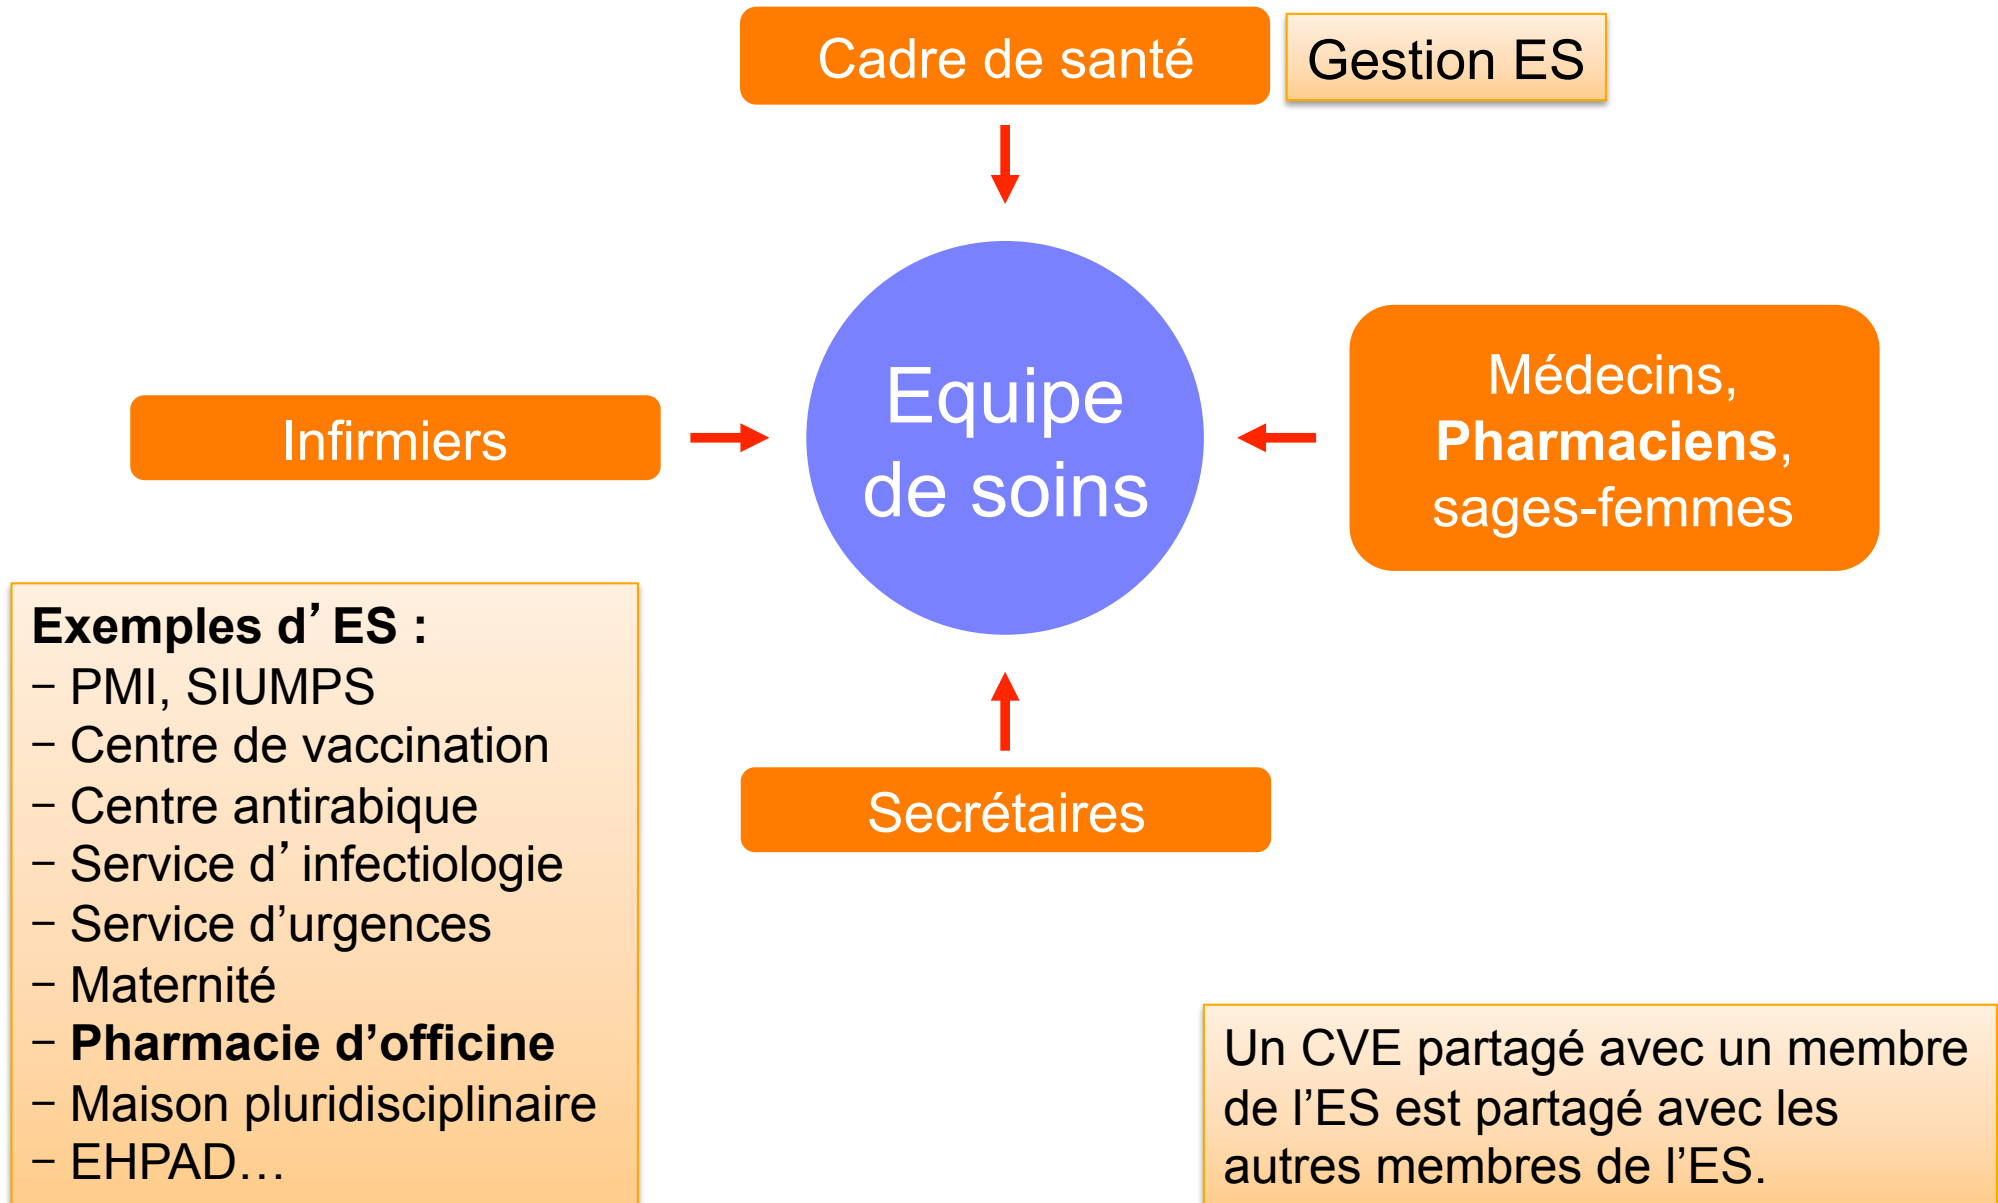 Cadre de santé
Gestion ES
Equipe
de soins
Infirmiers
Médecins,
Pharmaciens,
sages-femmes
Secrétaires
Exemples d’ ES :
– PMI, SIUMPS
– Centre de vaccination
– Centre antirabique
– Service d’ infectiologie
– Service d’urgences
– Maternité
– Pharmacie d’officine
– Maison pluridisciplinaire
– EHPAD…
Un CVE partagé avec un membre
de l’ES est partagé avec les
autres membres de l’ES.